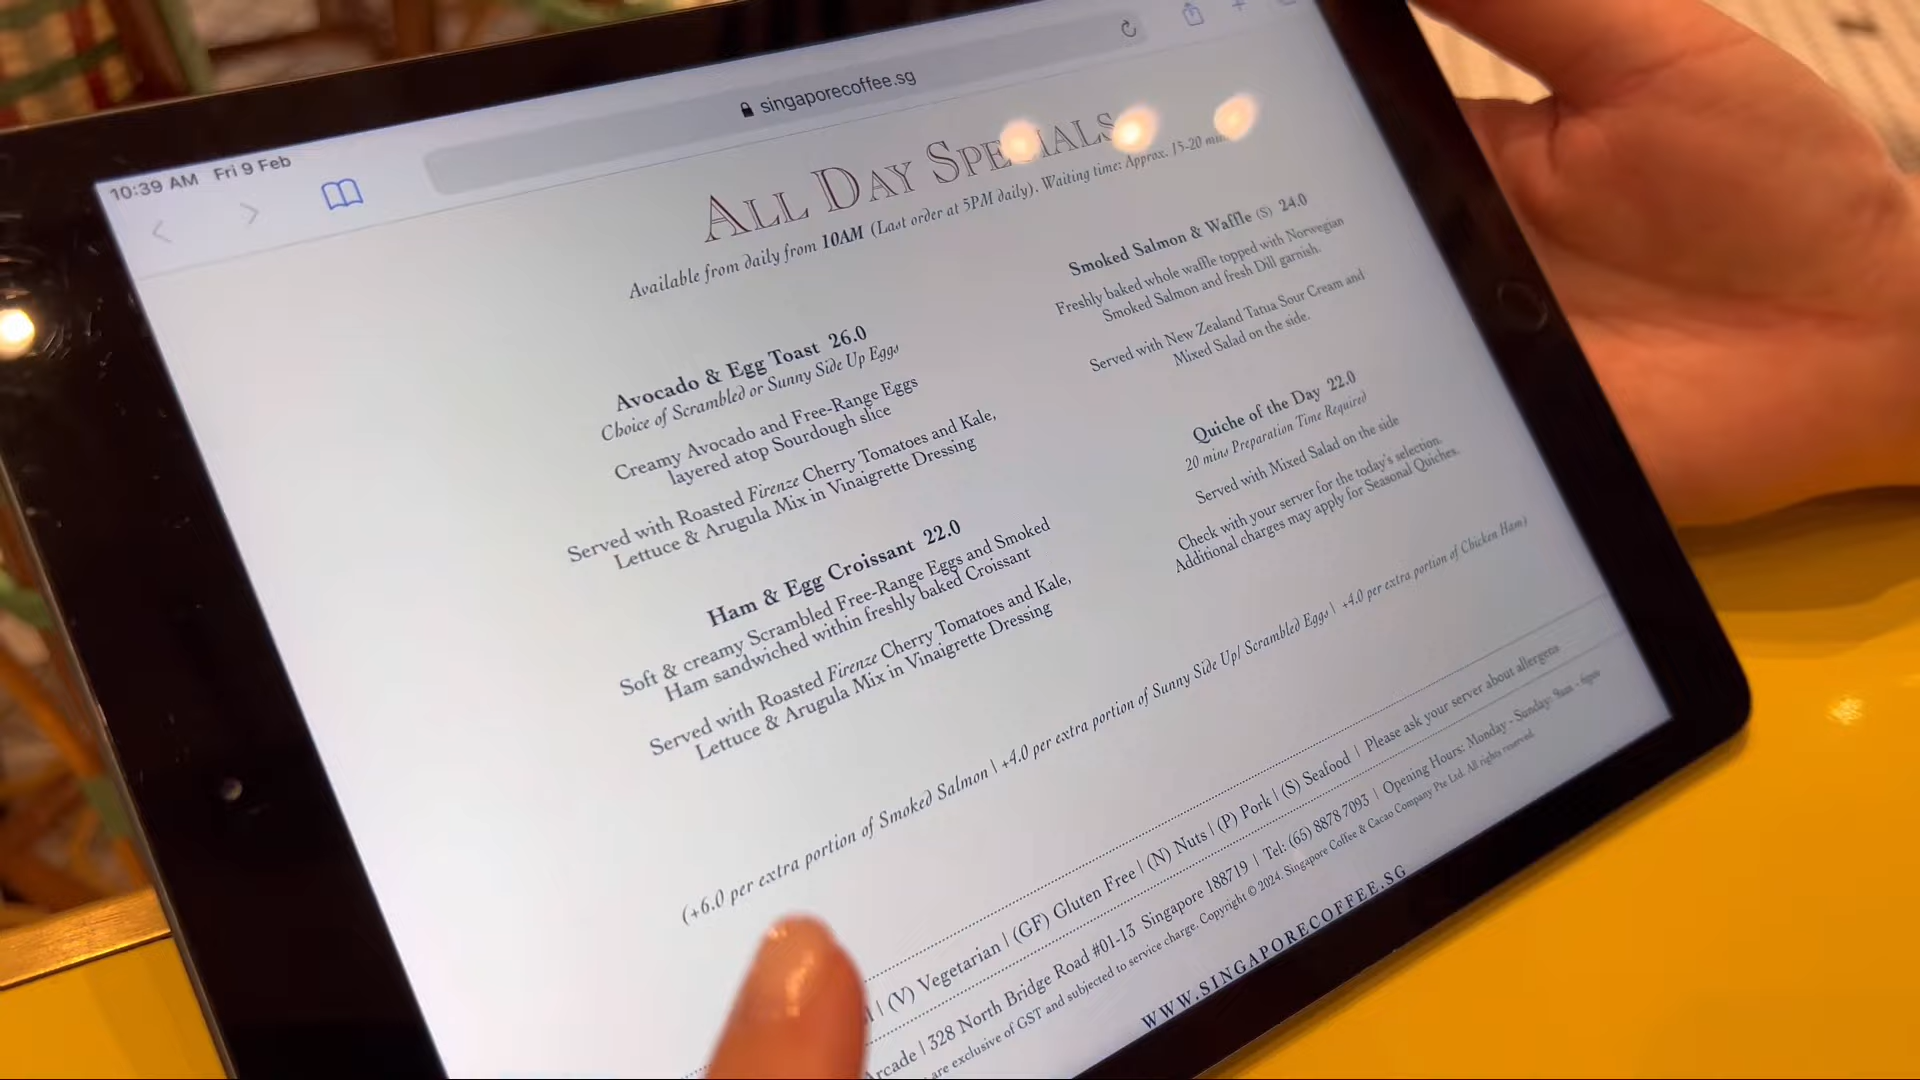 10:39 AM Fri 9 Feb
singaporecoffee.sg
ALL DAY SPECIALS
Available from daily from 10AM (Last order at 5PM daily). Waiting time: Approx. 15-20
Avocado & Egg Toast 26.0
Choice of Scrambled or Sunny Side Up Eggs
Creamy Avocado and Free-Range Eggs
layered atop Sourdough slice
Served with Roasted Firenze Cherry Tomatoes and Kale,
Lettuce & Arugula Mix in Vinaigrette Dressing
Ham & Egg Croissant 22.0
Soft & creamy Scrambled Free-Range Eggs and Smoked
Ham sandwiched within freshly baked Croissant
Served with Roasted Firenze Cherry Tomatoes and Kale,
Lettuce & Arugula Mix in Vinaigrette Dressing
Smoked Salmon & Waffle (S) 24.0
Freshly baked whole waffle topped with Norwegian
Smoked Salmon and fresh Dill garnish.
Served with New Zealand Tatua Sour Cream and
Mixed Salad on the side.
Quiche of the Day 22.0
20 mins Preparation Time Required
Served with Mixed Salad on the side
Check with your server for the today's selection.
Additional charges may apply for Seasonal Quiches.
(+6.0 per extra portion of Smoked Salmon | +4.0 per extra portion of Sunny Side Up/ Scrambled Eggs | +4.0 per extra portion of Chicken Ham)
| (V) Vegetarian | (GF) Gluten Free | (N) Nuts | (P) Pork | (S) Seafood | Please ask your server about allergens
Arcade | 328 North Bridge Road #01-13 Singapore 188719 | Tel: (65) 8878 7093 | Opening Hours: Monday - Sunday: 9am - 6pm
are exclusive of GST and subjected to service charge. Copyright © 2024. Singapore Coffee & Cacao Company Pte Ltd. All rights reserved.
WWW.SINGAPORECOFFEE.SG